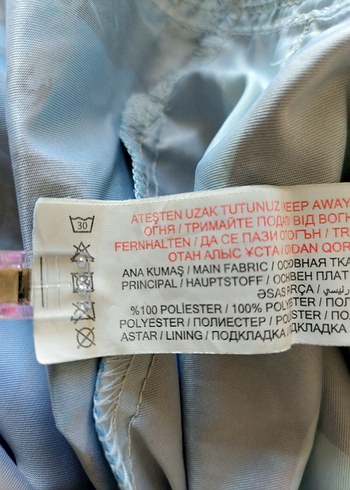 30
ATEŞTEN UZAK TUTUNUZ KEEP AWAY
ОГНЯ / ТРИМАЙТЕ ПОДАЛІ ВІД ВОГН
FERNHALTEN / ДА СЕ ПАЗИ ОТ ОГЪН / TR
ОТАН АЛЫС ҰСТА ODAN QOR
ANA KUMAŞ / MAIN FABRIC / ОСНОВНАЯ ТКА
PRINCIPAL / HAUPTSTOFF / ОСНОВЕН ПЛАТ
ƏSAS PARÇA / رئيسي
%100 POLİESTER / 100% POLYESTER / ПОЛ
POLYESTER / ПОЛИЕСТЕР / POLYESTER
ASTAR / LINING / ПОДКЛАДКА / ПІДКЛАДКА